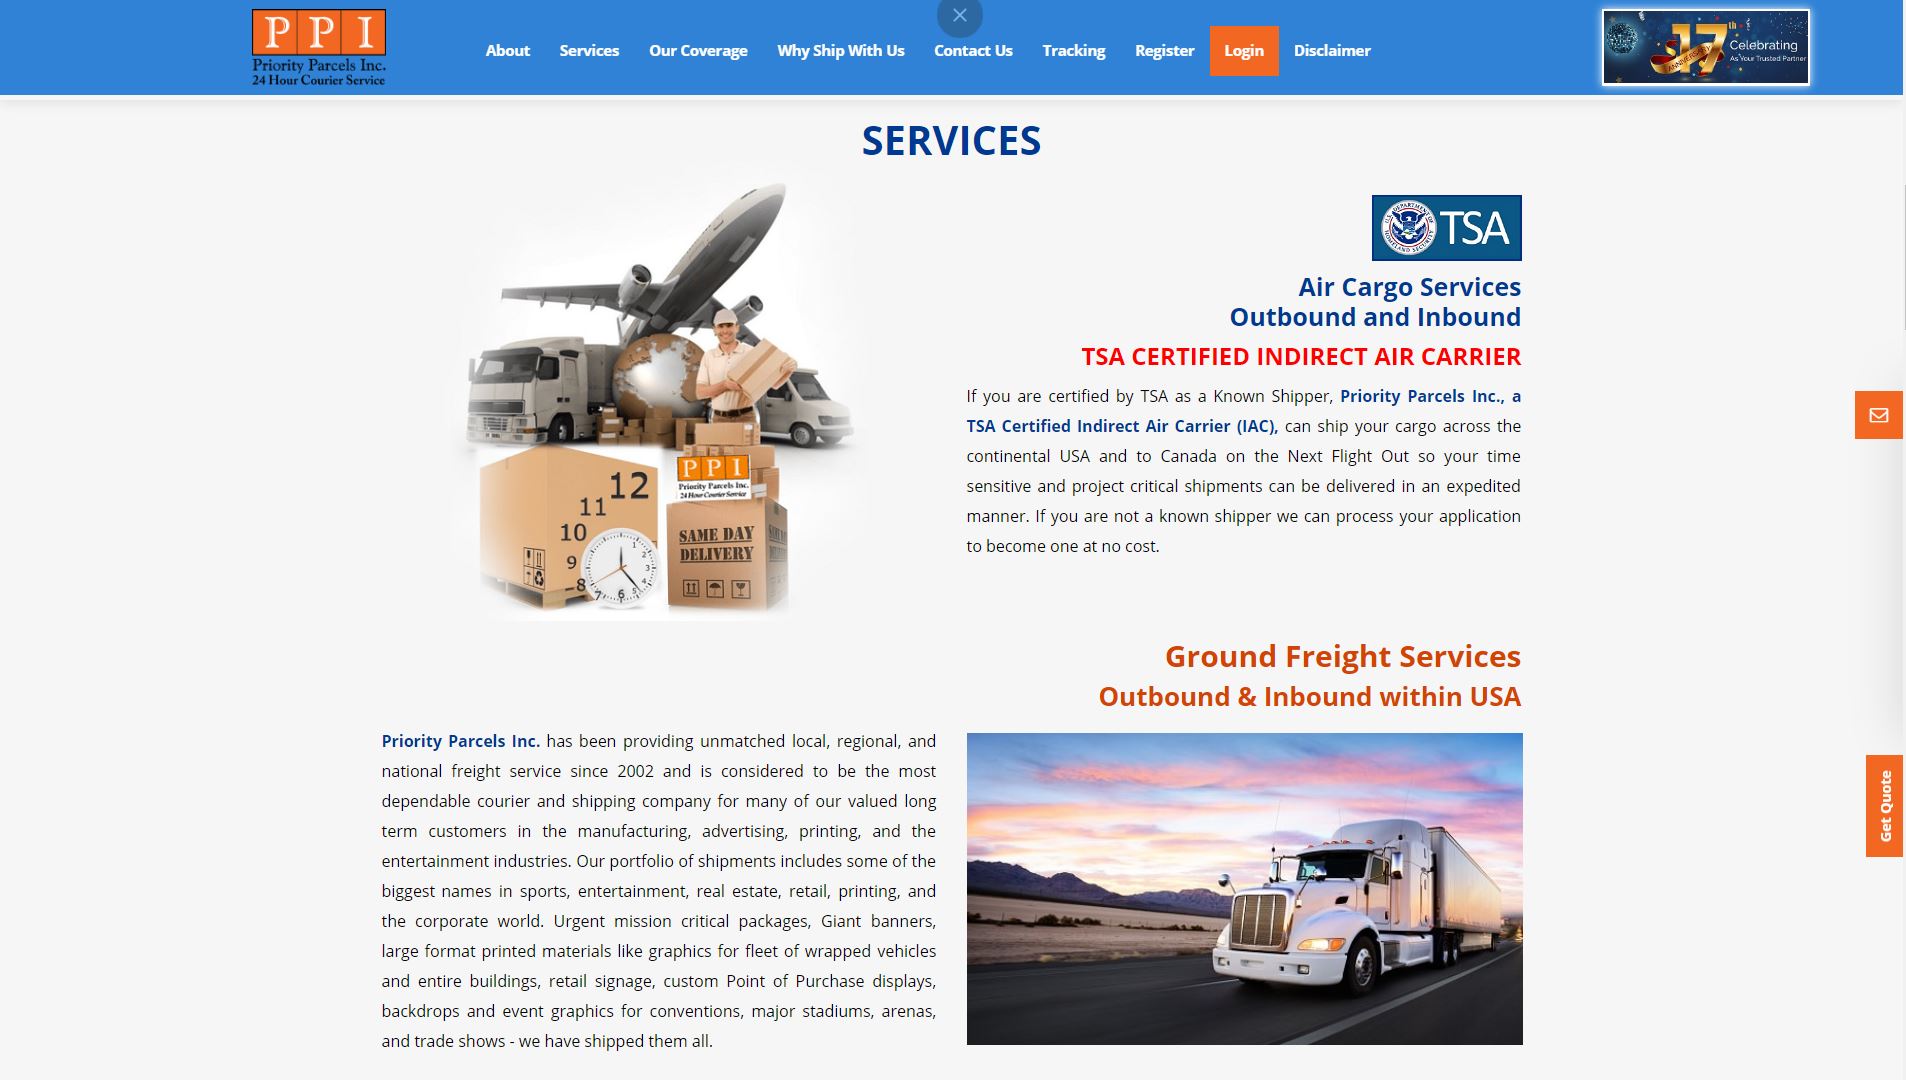 PPI
Priority Parcels Inc.
24 Hour Courier Service
About
Services
Our Coverage
Why Ship With Us
Contact Us
Tracking
Register
Login
Disclaimer
17th
ANNIVERSARY
Celebrating
As Your Trusted Partner
SERVICES
TSA
Air Cargo Services
Outbound and Inbound
TSA CERTIFIED INDIRECT AIR CARRIER
If you are certified by TSA as a Known Shipper, Priority Parcels Inc., a
TSA Certified Indirect Air Carrier (IAC), can ship your cargo across the
continental USA and to Canada on the Next Flight Out so your time
sensitive and project critical shipments can be delivered in an expedited
manner. If you are not a known shipper we can process your application
to become one at no cost.
PPI
Priority Parcels Inc.
24 Hour Courier Service
SAME DAY
DELIVERY
12
11
10
9
8
7
6
5
4
3
2
1
Ground Freight Services
Outbound & Inbound within USA
Priority Parcels Inc. has been providing unmatched local, regional, and
national freight service since 2002 and is considered to be the most
dependable courier and shipping company for many of our valued long
term customers in the manufacturing, advertising, printing, and the
entertainment industries. Our portfolio of shipments includes some of the
biggest names in sports, entertainment, real estate, retail, printing, and
the corporate world. Urgent mission critical packages, Giant banners,
large format printed materials like graphics for fleet of wrapped vehicles
and entire buildings, retail signage, custom Point of Purchase displays,
backdrops and event graphics for conventions, major stadiums, arenas,
and trade shows - we have shipped them all.
Get Quote